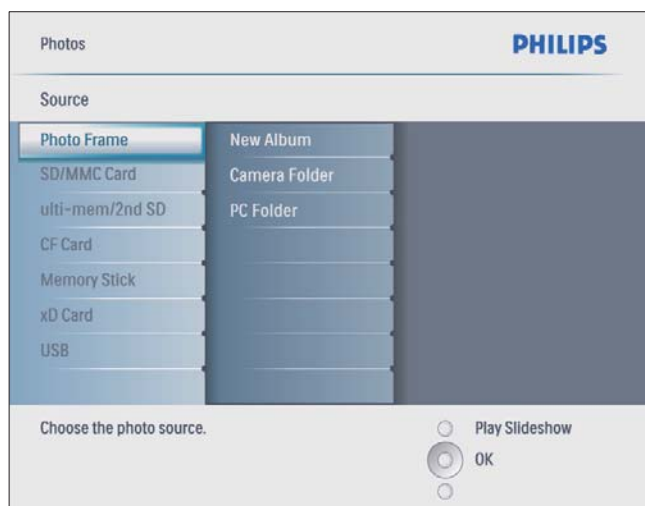 Photos
PHILIPS
Source
Photo Frame
New Album
SD/MMC Card
Camera Folder
ulti-mem/2nd SD
PC Folder
CF Card
Memory Stick
xD Card
USB
Choose the photo source.
Play Slideshow
OK